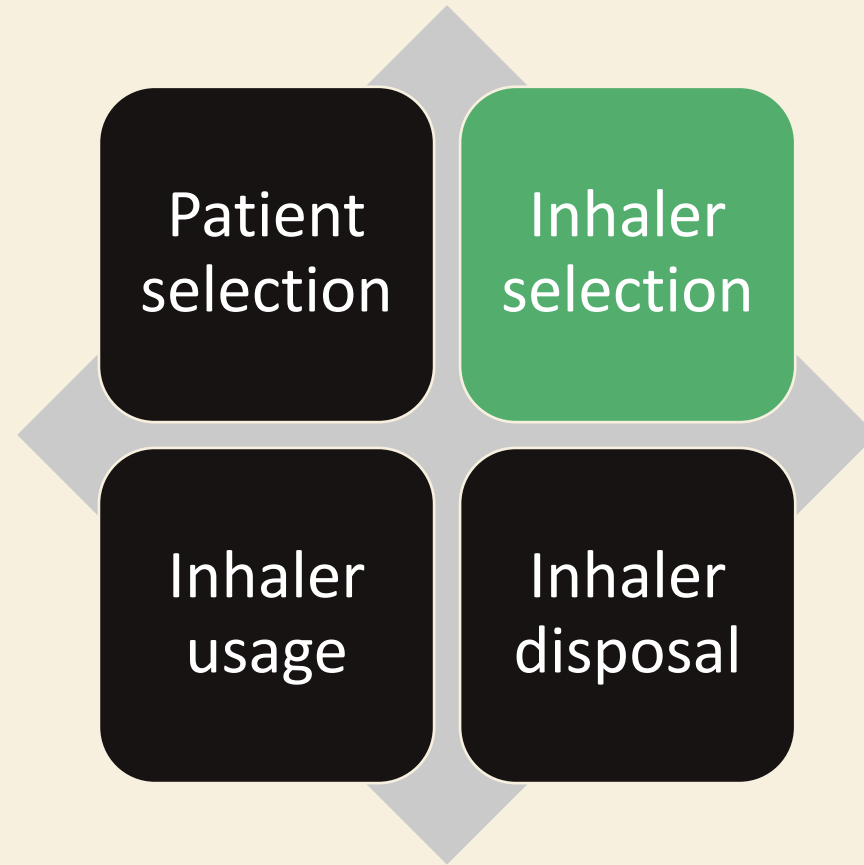 Patient
selection
Inhaler
selection
Inhaler
usage
Inhaler
disposal